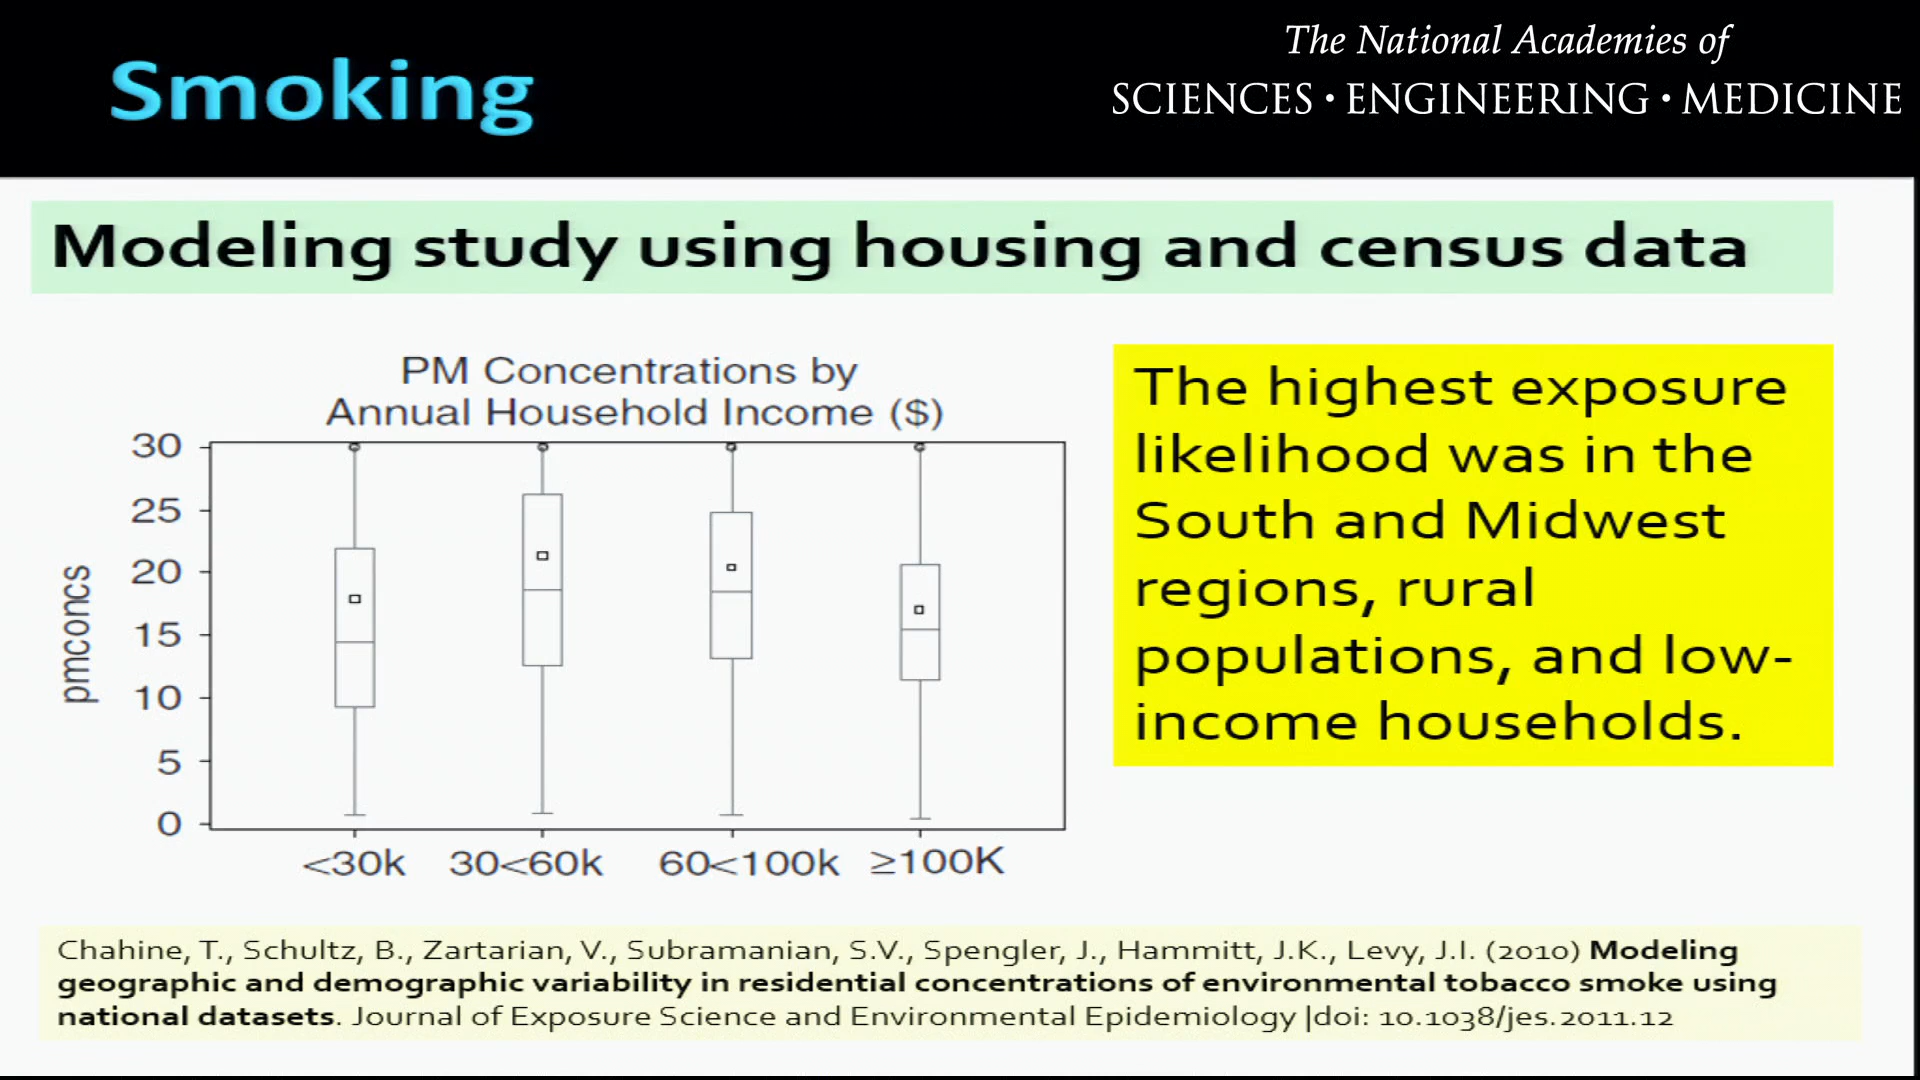 Smoking
The National Academies of
SCIENCES • ENGINEERING • MEDICINE
Modeling study using housing and census data
PM Concentrations by
Annual Household Income ($)
30
25
20
15
10
5
0
pmconcs
<30k 30<60k 60<100k ≥100K
The highest exposure
likelihood was in the
South and Midwest
regions, rural
populations, and low-
income households.
Chahine, T., Schultz, B., Zartarian, V., Subramanian, S.V., Spengler, J., Hammitt, J.K., Levy, J.I. (2010) Modeling
geographic and demographic variability in residential concentrations of environmental tobacco smoke using
national datasets. Journal of Exposure Science and Environmental Epidemiology |doi: 10.1038/jes.2011.12